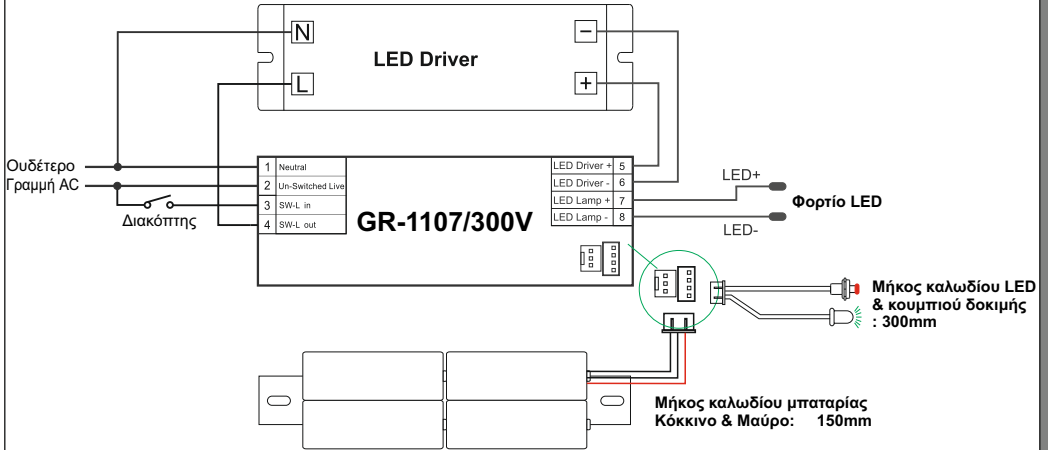 N
LED Driver
−
L
+
Ουδέτερο
Γραμμή AC
Διακόπτης
1 Neutral
2 Un-Switched Live
3 SW-L in
4 SW-L out
GR-1107/300V
LED Driver + 5
LED Driver - 6
LED Lamp + 7
LED Lamp - 8
LED+
Φορτίο LED
LED-
Μήκος καλωδίου LED
& κουμπιού δοκιμής
: 300mm
Μήκος καλωδίου μπαταρίας
Κόκκινο & Μαύρο: 150mm